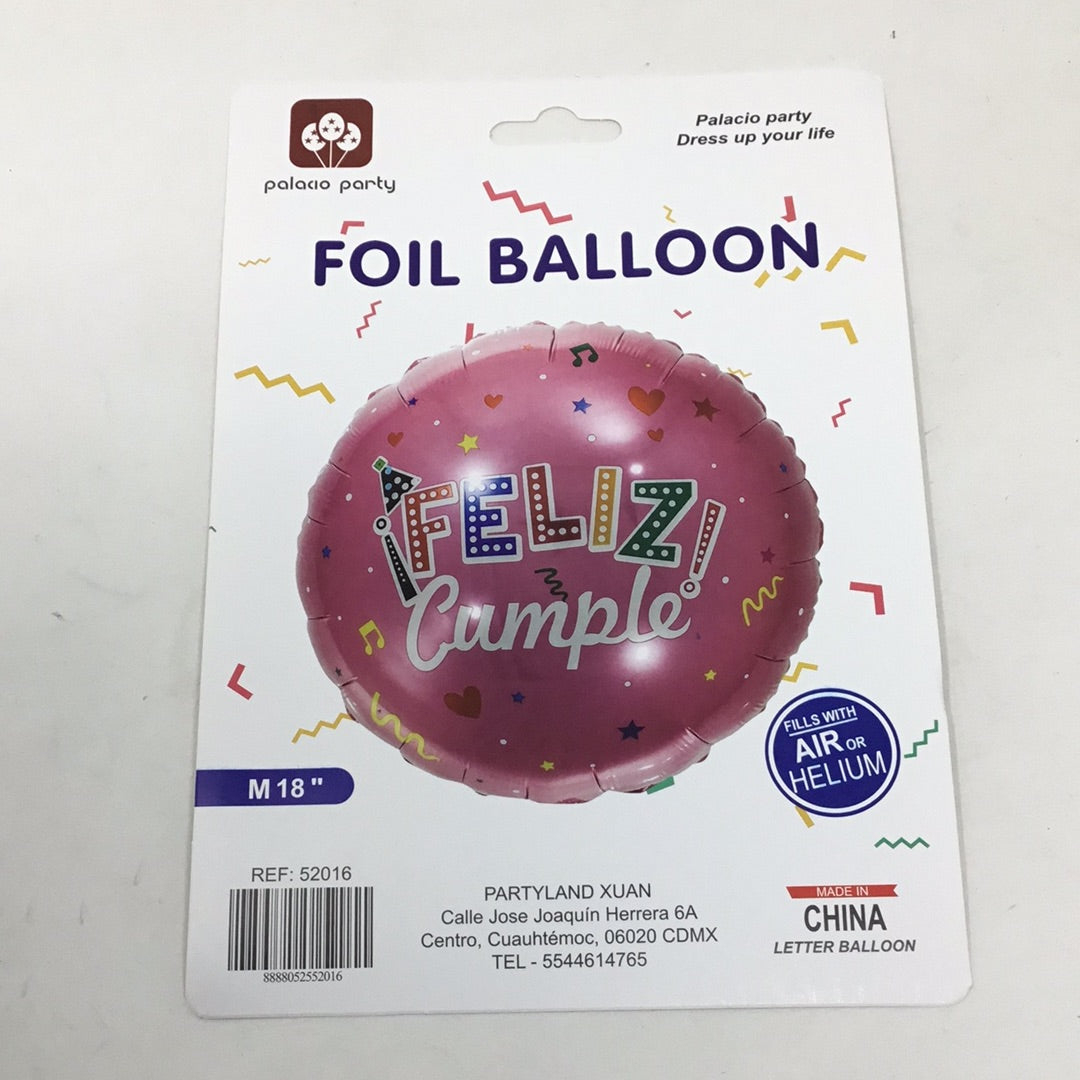 palacio party
Palacio party
Dress up your life
FOIL BALLOON
¡FELIZ!
Cumple
FILLS WITH
AIR OR
HELIUM
M 18"
REF: 52016
8888052552016
PARTYLAND XUAN
Calle Jose Joaquín Herrera 6A
Centro, Cuauhtémoc, 06020 CDMX
TEL - 5544614765
MADE IN
CHINA
LETTER BALLOON